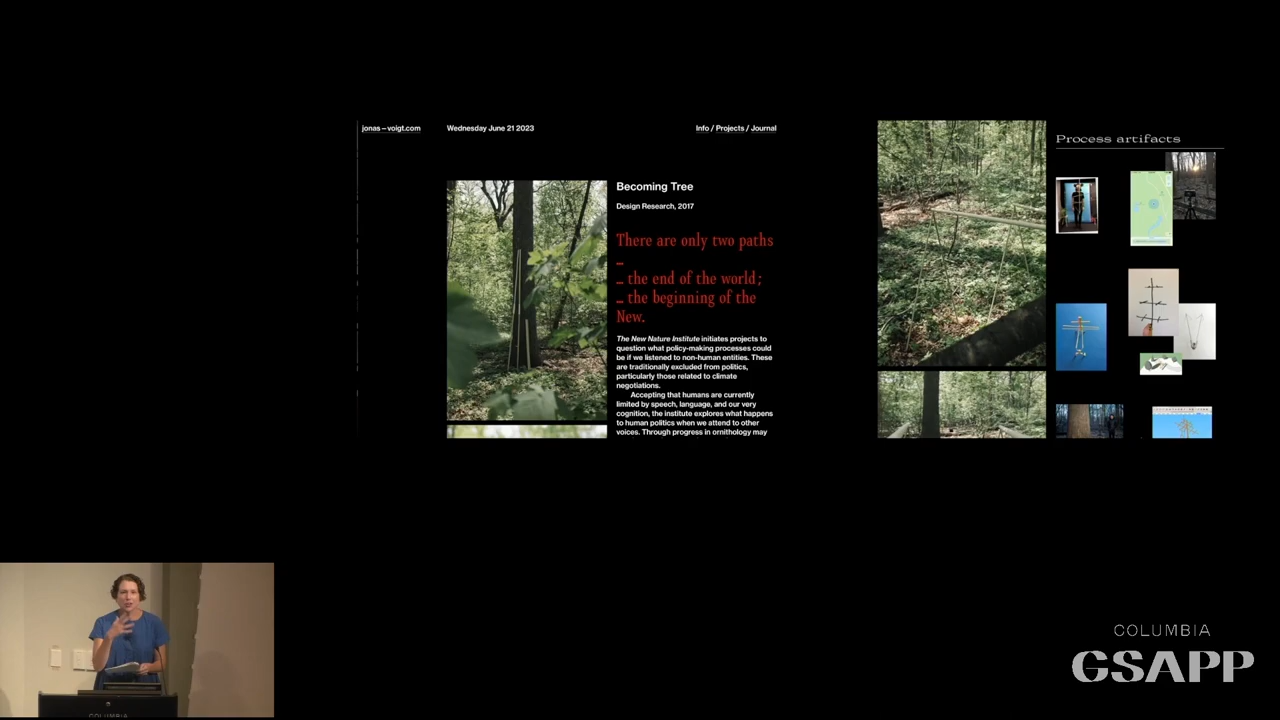 jonas–voigt.com
Wednesday June 21 2023
Info / Projects / Journal
Becoming Tree
Design Research, 2017
There are only two paths
...
... the end of the world;
... the beginning of the
New.
The New Nature Institute initiates projects to
question what policy-making processes could
be if we listened to non-human entities. These
are traditionally excluded from politics,
particularly those related to climate
negotiations.
Accepting that humans are currently
limited by speech, language, and our very
cognition, the institute explores what happens
to human politics when we attend to other
voices. Through progress in ornithology may
Process artifacts
COLUMBIA
COLUMBIA
GSAPP